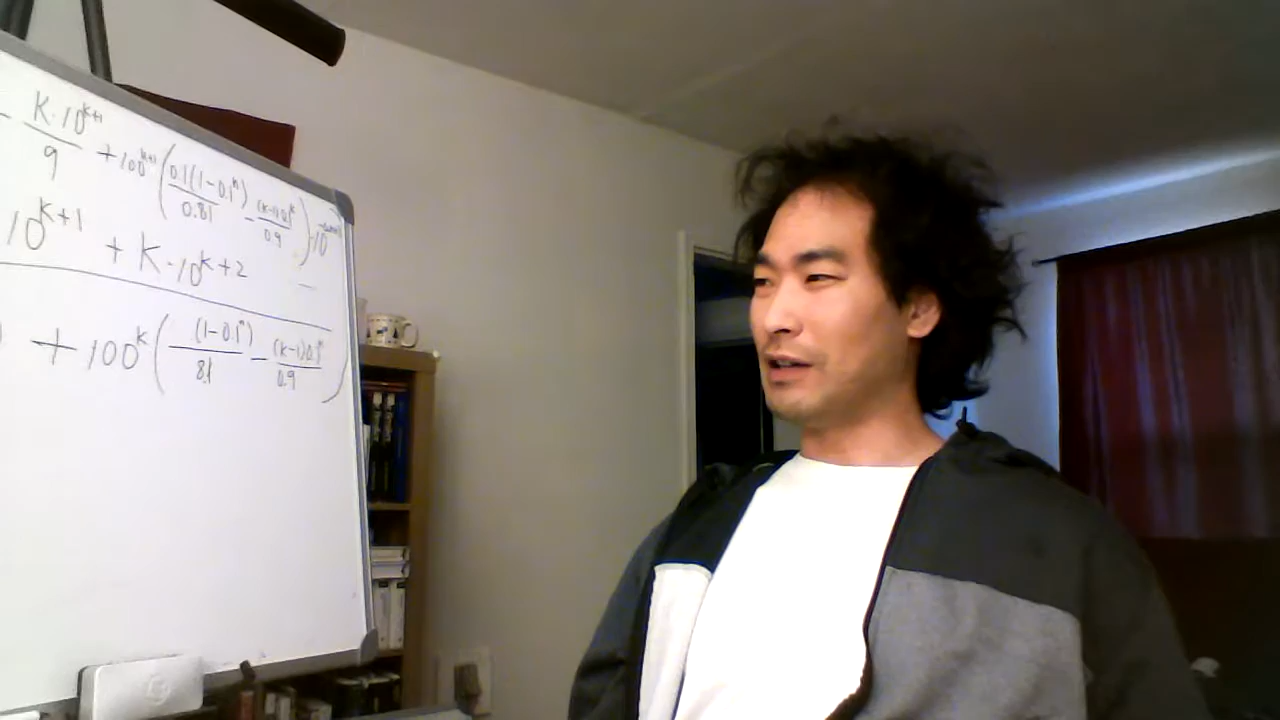 - K·10^(k+1)/9 + 100^(k+1) (0.1(1-0.1^n)/0.81 - (k-1)0.1^k/0.9)·10
10^(k+1) + K·10^(k+2) -
) + 100^k ((1-0.1^n)/8.1 - (k-1)0.1^n/0.9)